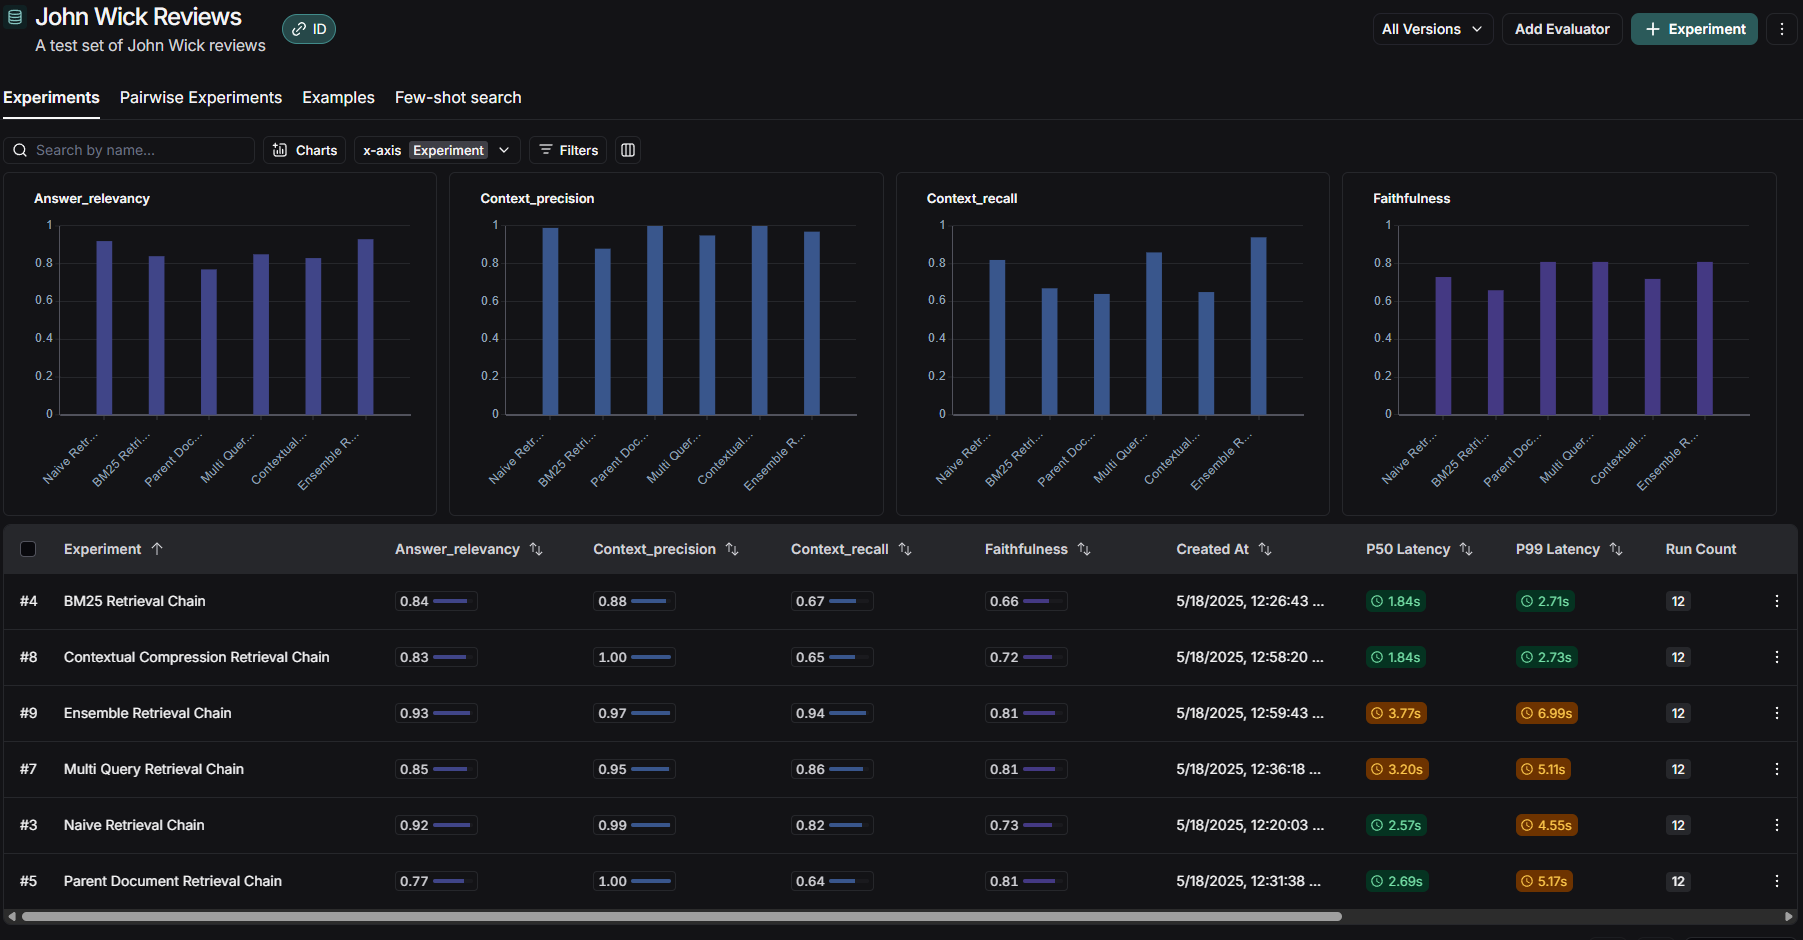 John Wick Reviews
A test set of John Wick reviews
ID
All Versions
Add Evaluator
Experiment
Experiments
Pairwise Experiments
Examples
Few-shot search
Search by name...
Charts
x-axis Experiment
Filters
Answer_relevancy
1
0.8
0.6
0.4
0.2
0
Naive Retr...
BM25 Retri...
Parent Doc...
Multi Quer...
Contextual...
Ensemble R...
Context_precision
1
0.8
0.6
0.4
0.2
0
Naive Retr...
BM25 Retri...
Parent Doc...
Multi Quer...
Contextual...
Ensemble R...
Context_recall
1
0.8
0.6
0.4
0.2
0
Naive Retr...
BM25 Retri...
Parent Doc...
Multi Quer...
Contextual...
Ensemble R...
Faithfulness
1
0.8
0.6
0.4
0.2
0
Naive Retr...
BM25 Retri...
Parent Doc...
Multi Quer...
Contextual...
Ensemble R...
Experiment Answer_relevancy Context_precision Context_recall Faithfulness Created At P50 Latency P99 Latency Run Count
#4 BM25 Retrieval Chain 0.84 0.88 0.67 0.66 5/18/2025, 12:26:43 ... 1.84s 2.71s 12
#8 Contextual Compression Retrieval Chain 0.83 1.00 0.65 0.72 5/18/2025, 12:58:20 ... 1.84s 2.73s 12
#9 Ensemble Retrieval Chain 0.93 0.97 0.94 0.81 5/18/2025, 12:59:43 ... 3.77s 6.99s 12
#7 Multi Query Retrieval Chain 0.85 0.95 0.86 0.81 5/18/2025, 12:36:18 ... 3.20s 5.11s 12
#3 Naive Retrieval Chain 0.92 0.99 0.82 0.73 5/18/2025, 12:20:03 ... 2.57s 4.55s 12
#5 Parent Document Retrieval Chain 0.77 1.00 0.64 0.81 5/18/2025, 12:31:38 ... 2.69s 5.17s 12